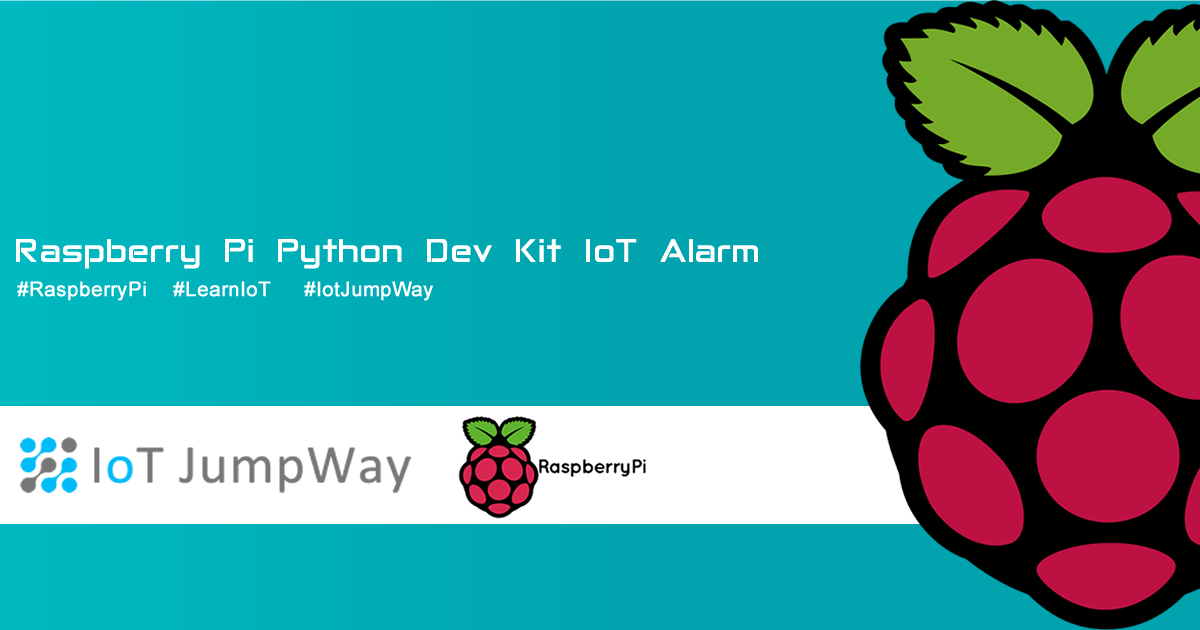 Raspberry Pi Python Dev Kit IoT Alarm
#RaspberryPi #LearnIoT #IotJumpWay
IoT JumpWay
RaspberryPi